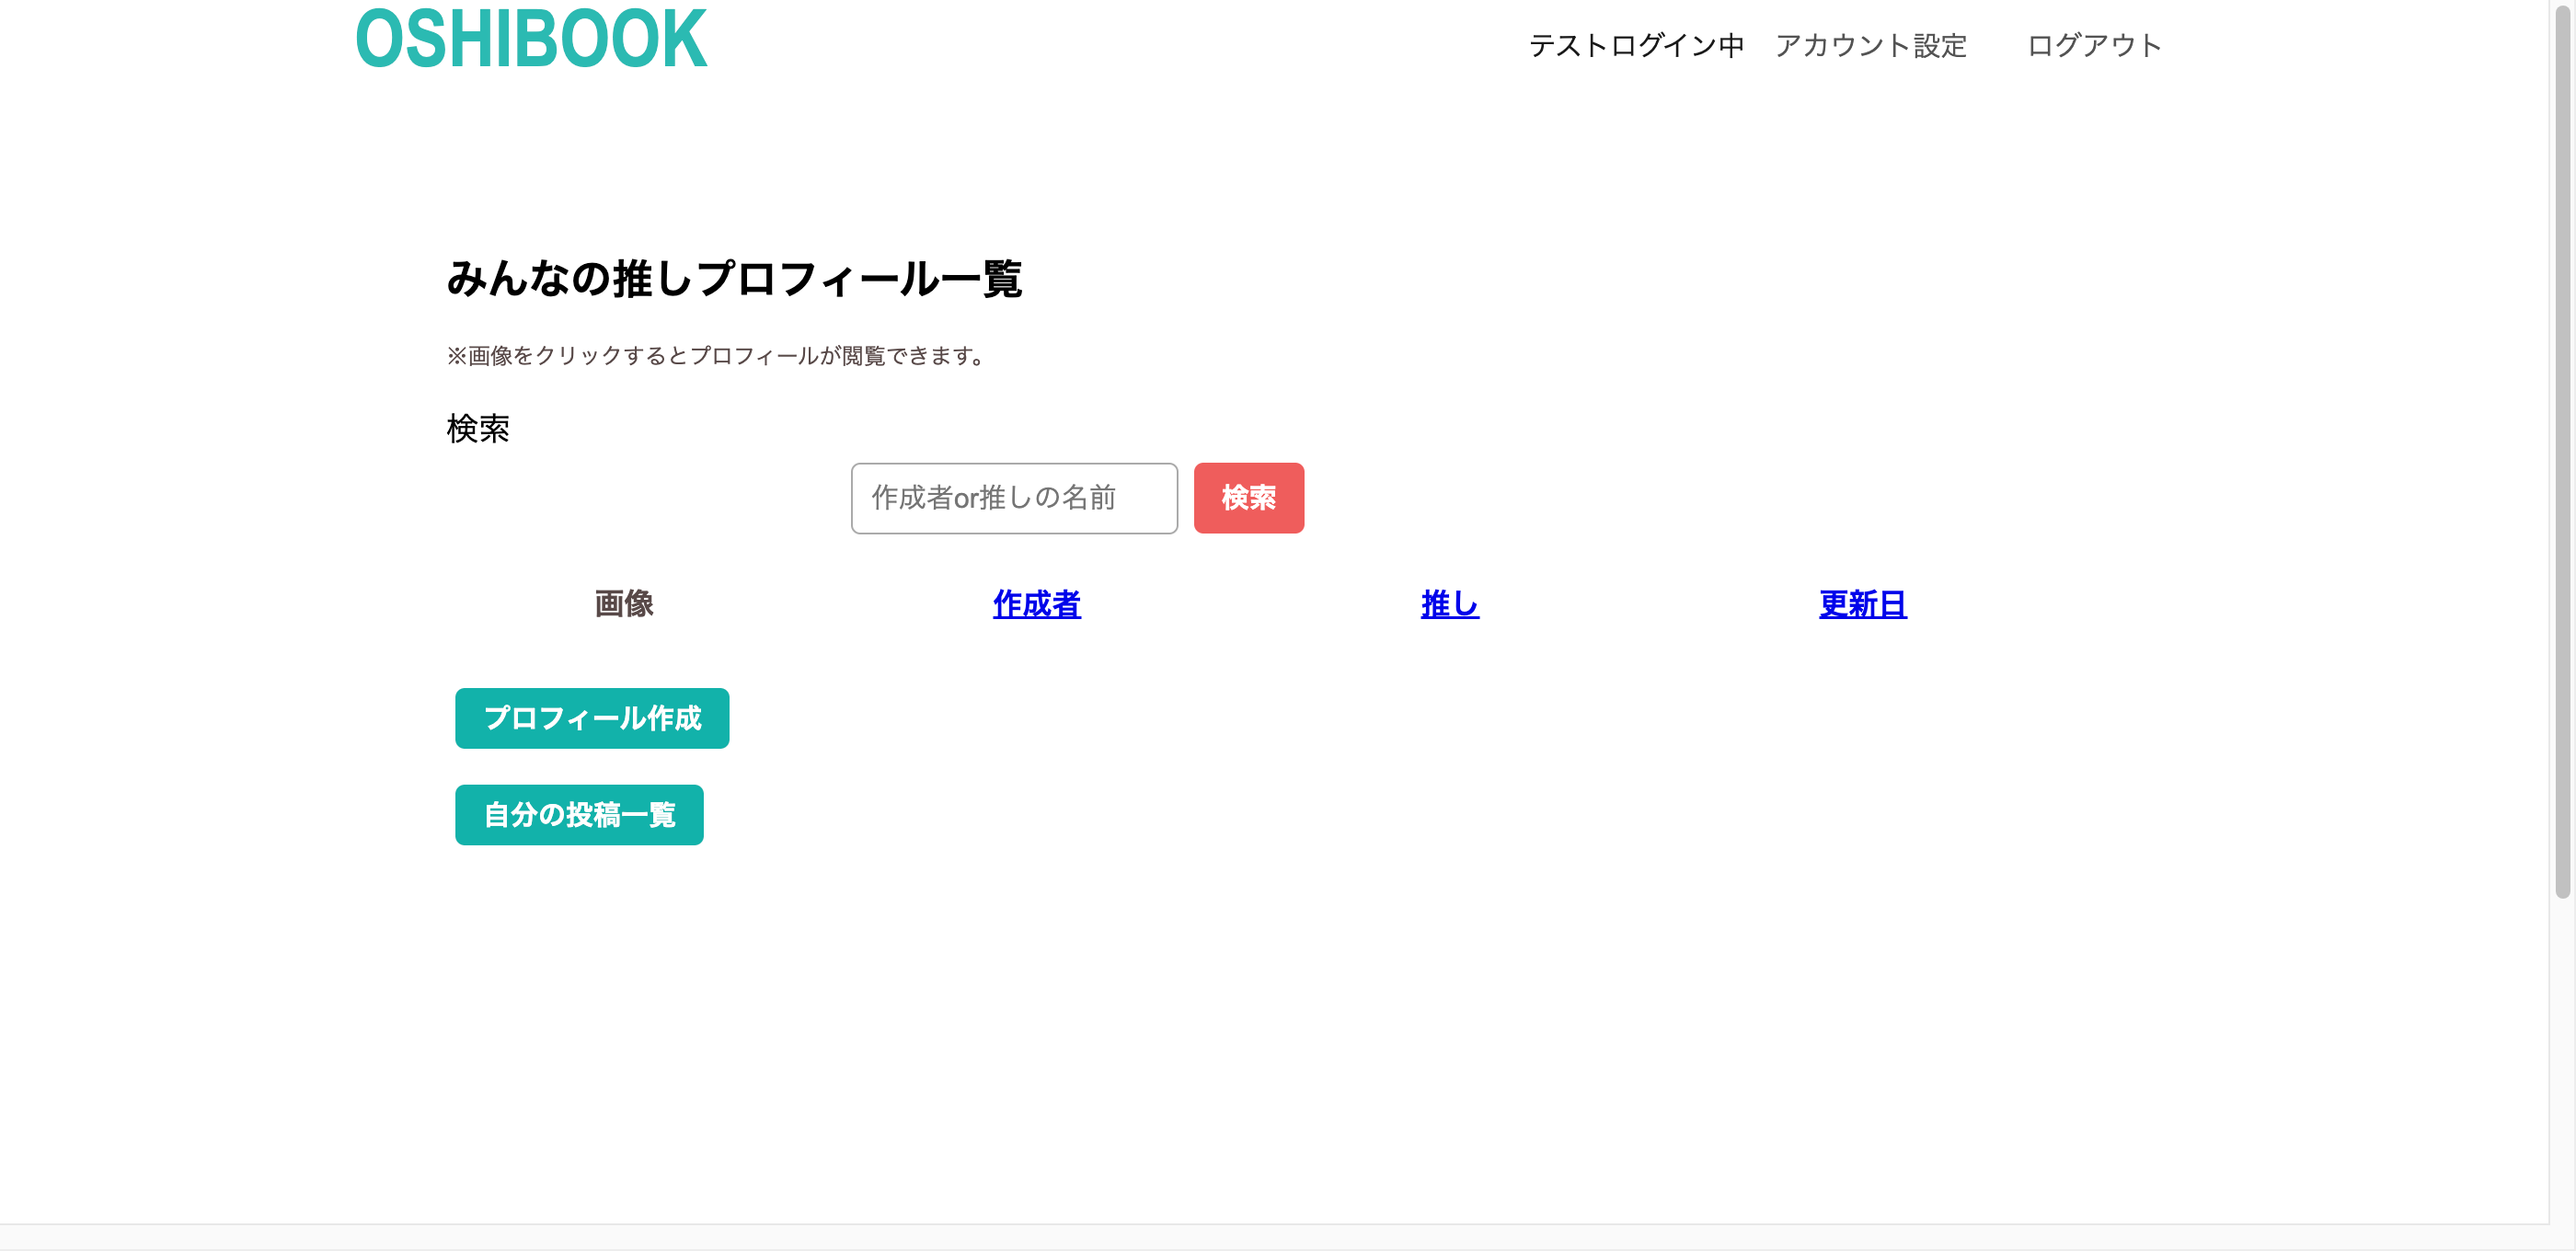 OSHIBOOK
テストログイン中 アカウント設定 ログアウト
みんなの推しプロフィール一覧
※画像をクリックするとプロフィールが閲覧できます。
検索
作成者or推しの名前 検索
画像 作成者 推し 更新日
プロフィール作成
自分の投稿一覧